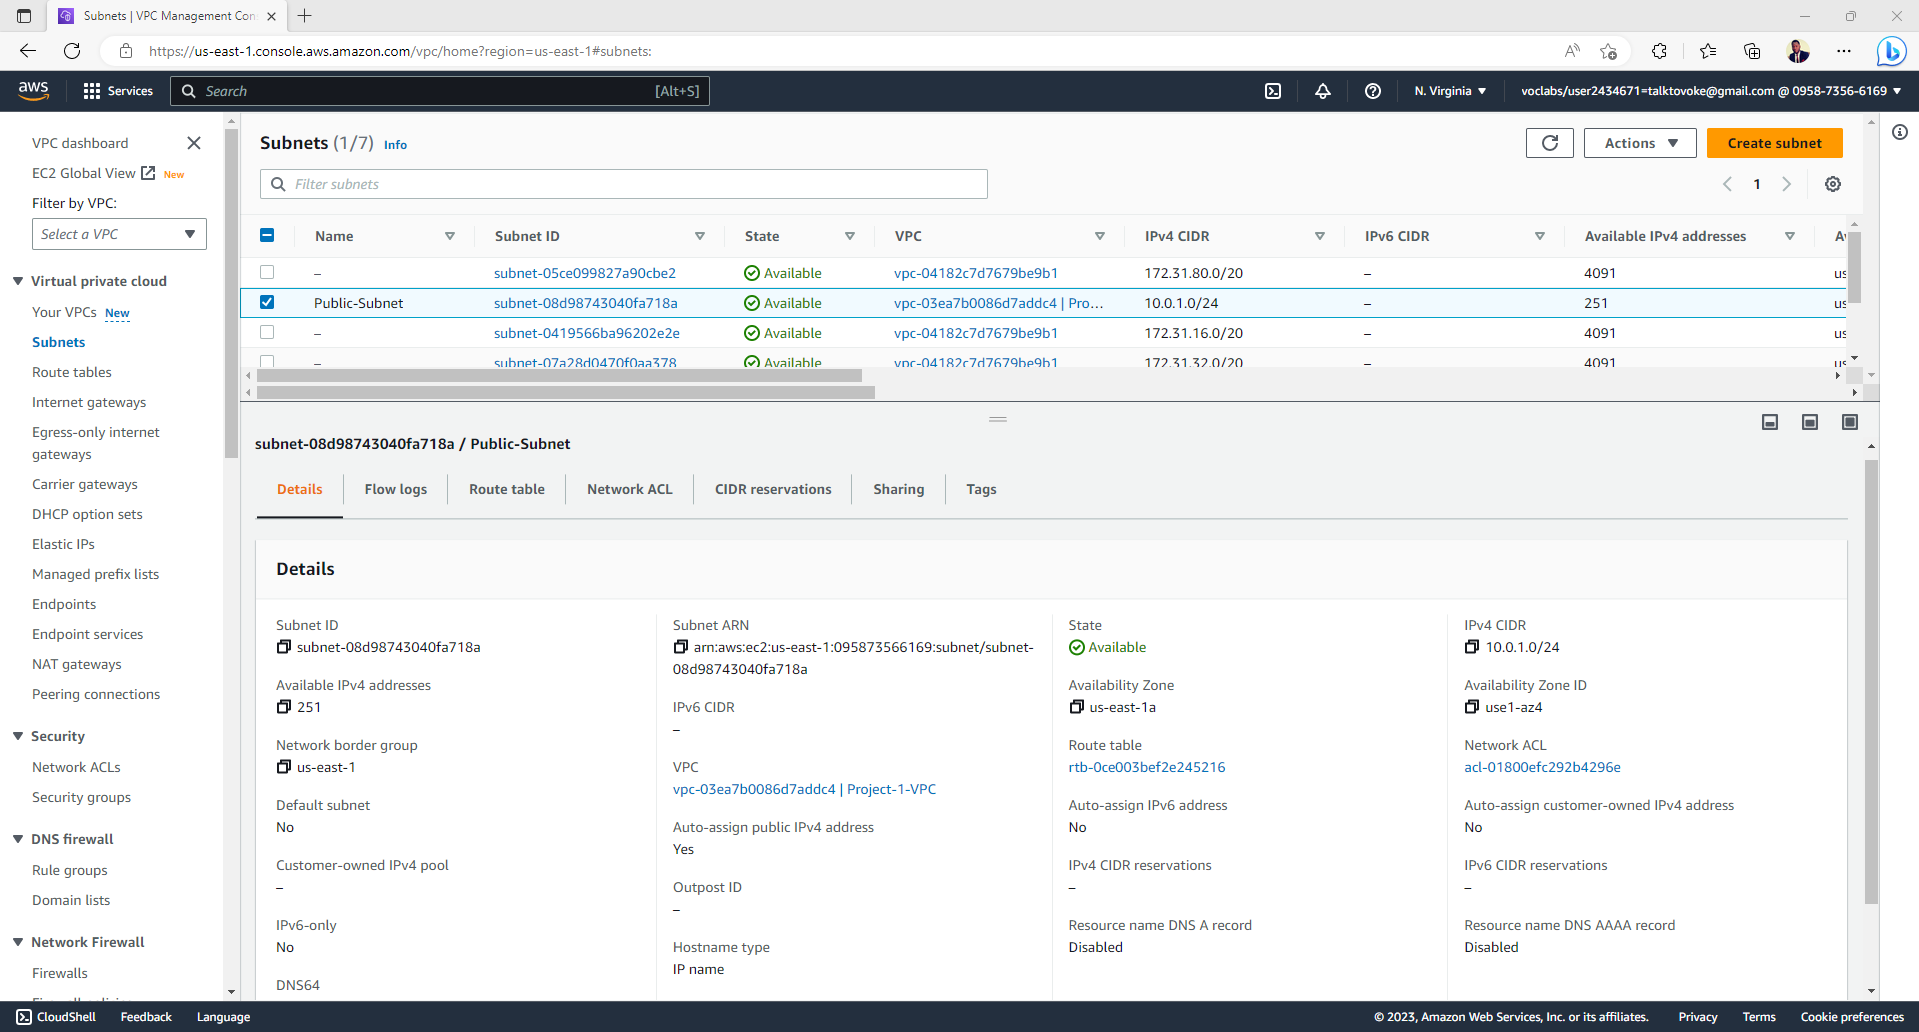 Subnets | VPC Management Con
https://us-east-1.console.aws.amazon.com/vpc/home?region=us-east-1#subnets:
aws
Services
Search
[Alt+S]
N. Virginia
voclabs/user2434671=talktovoke@gmail.com @ 0958-7356-6169
VPC dashboard
EC2 Global View
New
Filter by VPC:
Select a VPC
Virtual private cloud
Your VPCs New
Subnets
Route tables
Internet gateways
Egress-only internet
gateways
Carrier gateways
DHCP option sets
Elastic IPs
Managed prefix lists
Endpoints
Endpoint services
NAT gateways
Peering connections
Security
Network ACLs
Security groups
DNS firewall
Rule groups
Domain lists
Network Firewall
Firewalls
Subnets (1/7) Info
Actions
Create subnet
Filter subnets
1
Name Subnet ID State VPC IPv4 CIDR IPv6 CIDR Available IPv4 addresses
– subnet-05ce099827a90cbe2 Available vpc-04182c7d7679be9b1 172.31.80.0/20 – 4091 us
Public-Subnet subnet-08d98743040fa718a Available vpc-03ea7b0086d7addc4 | Pro... 10.0.1.0/24 – 251 us
– subnet-0419566ba96202e2e Available vpc-04182c7d7679be9b1 172.31.16.0/20 – 4091 us
– subnet-07a28d0470f0aa378 Available vpc-04182c7d7679be9b1 172.31.32.0/20 – 4091 us
subnet-08d98743040fa718a / Public-Subnet
Details Flow logs Route table Network ACL CIDR reservations Sharing Tags
Details
Subnet ID
subnet-08d98743040fa718a
Available IPv4 addresses
251
Network border group
us-east-1
Default subnet
No
Customer-owned IPv4 pool
–
IPv6-only
No
DNS64
Subnet ARN
arn:aws:ec2:us-east-1:095873566169:subnet/subnet-
08d98743040fa718a
IPv6 CIDR
–
VPC
vpc-03ea7b0086d7addc4 | Project-1-VPC
Auto-assign public IPv4 address
Yes
Outpost ID
–
Hostname type
IP name
State
Available
Availability Zone
us-east-1a
Route table
rtb-0ce003bef2e245216
Auto-assign IPv6 address
No
IPv4 CIDR reservations
–
Resource name DNS A record
Disabled
IPv4 CIDR
10.0.1.0/24
Availability Zone ID
use1-az4
Network ACL
acl-01800efc292b4296e
Auto-assign customer-owned IPv4 address
No
IPv6 CIDR reservations
–
Resource name DNS AAAA record
Disabled
CloudShell Feedback Language
© 2023, Amazon Web Services, Inc. or its affiliates. Privacy Terms Cookie preferences